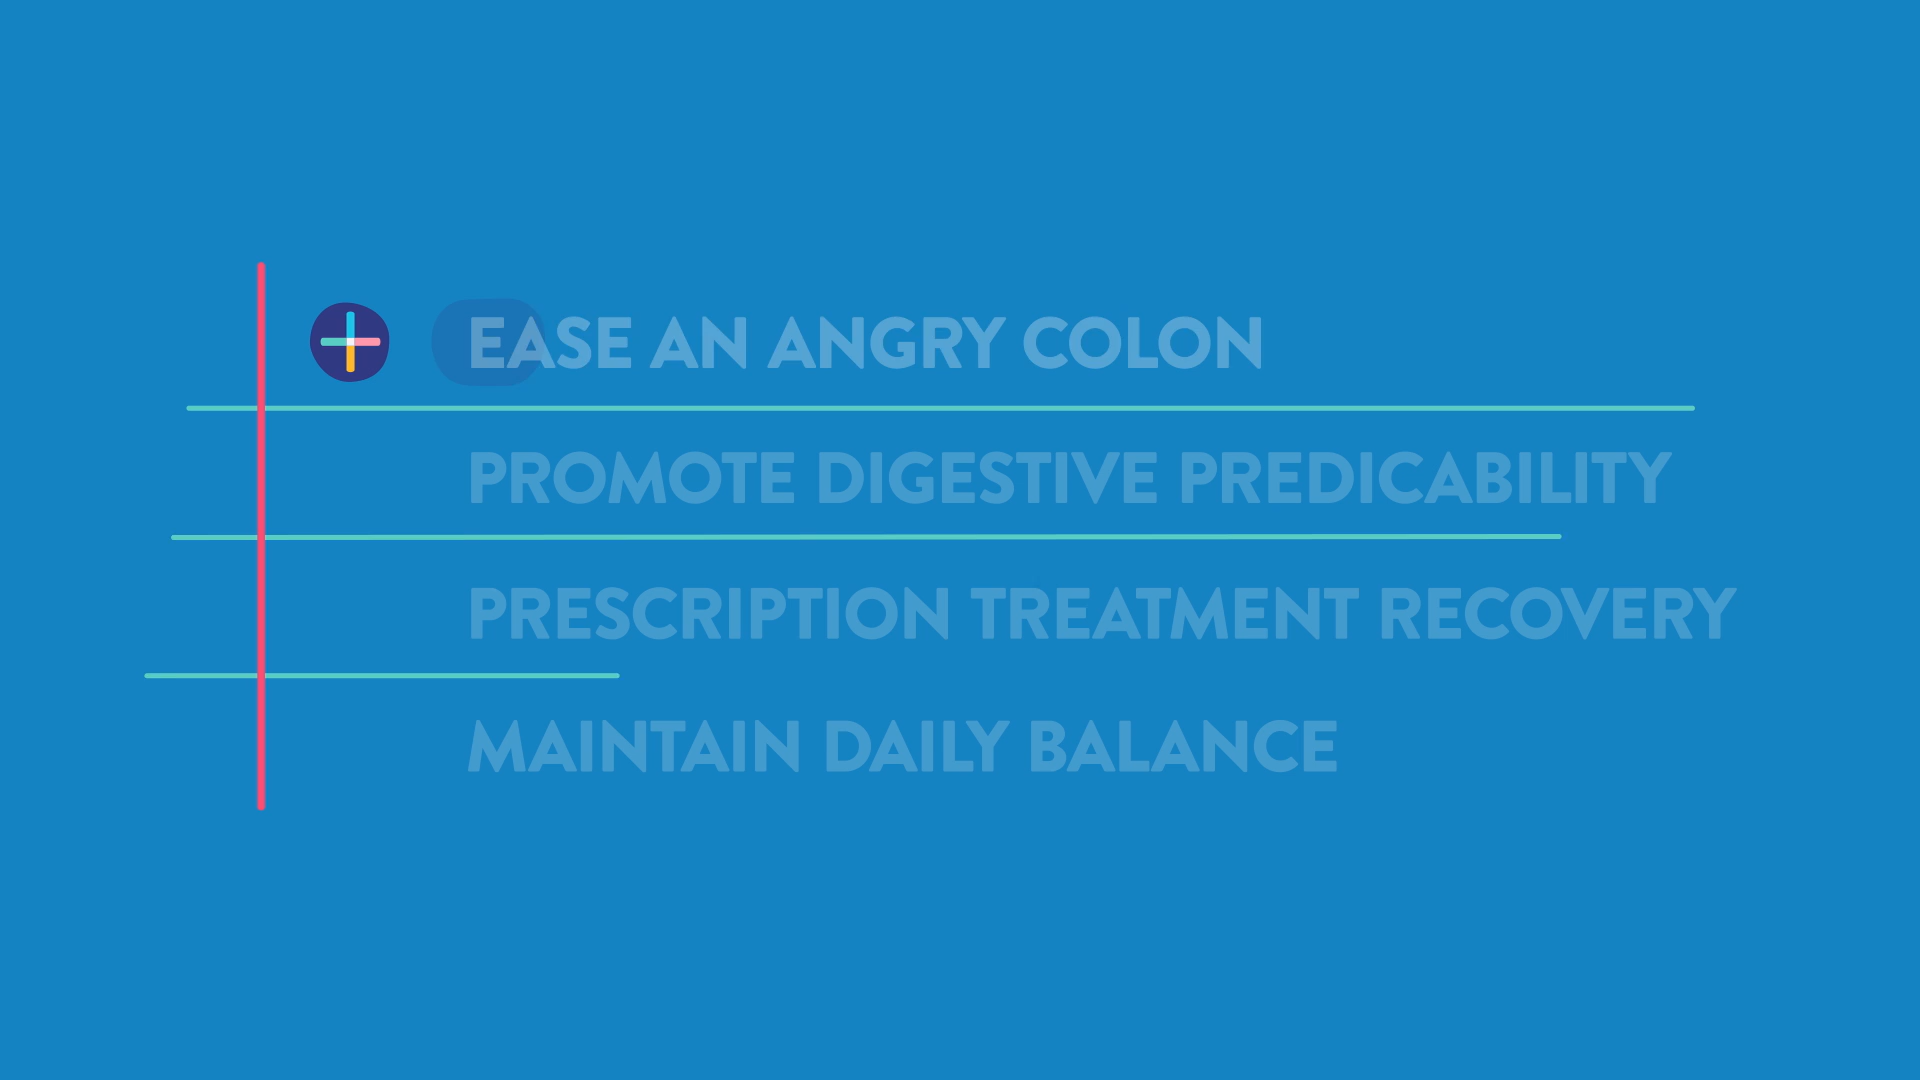 EASE AN ANGRY COLON
PROMOTE DIGESTIVE PREDICABILITY
PRESCRIPTION TREATMENT RECOVERY
MAINTAIN DAILY BALANCE